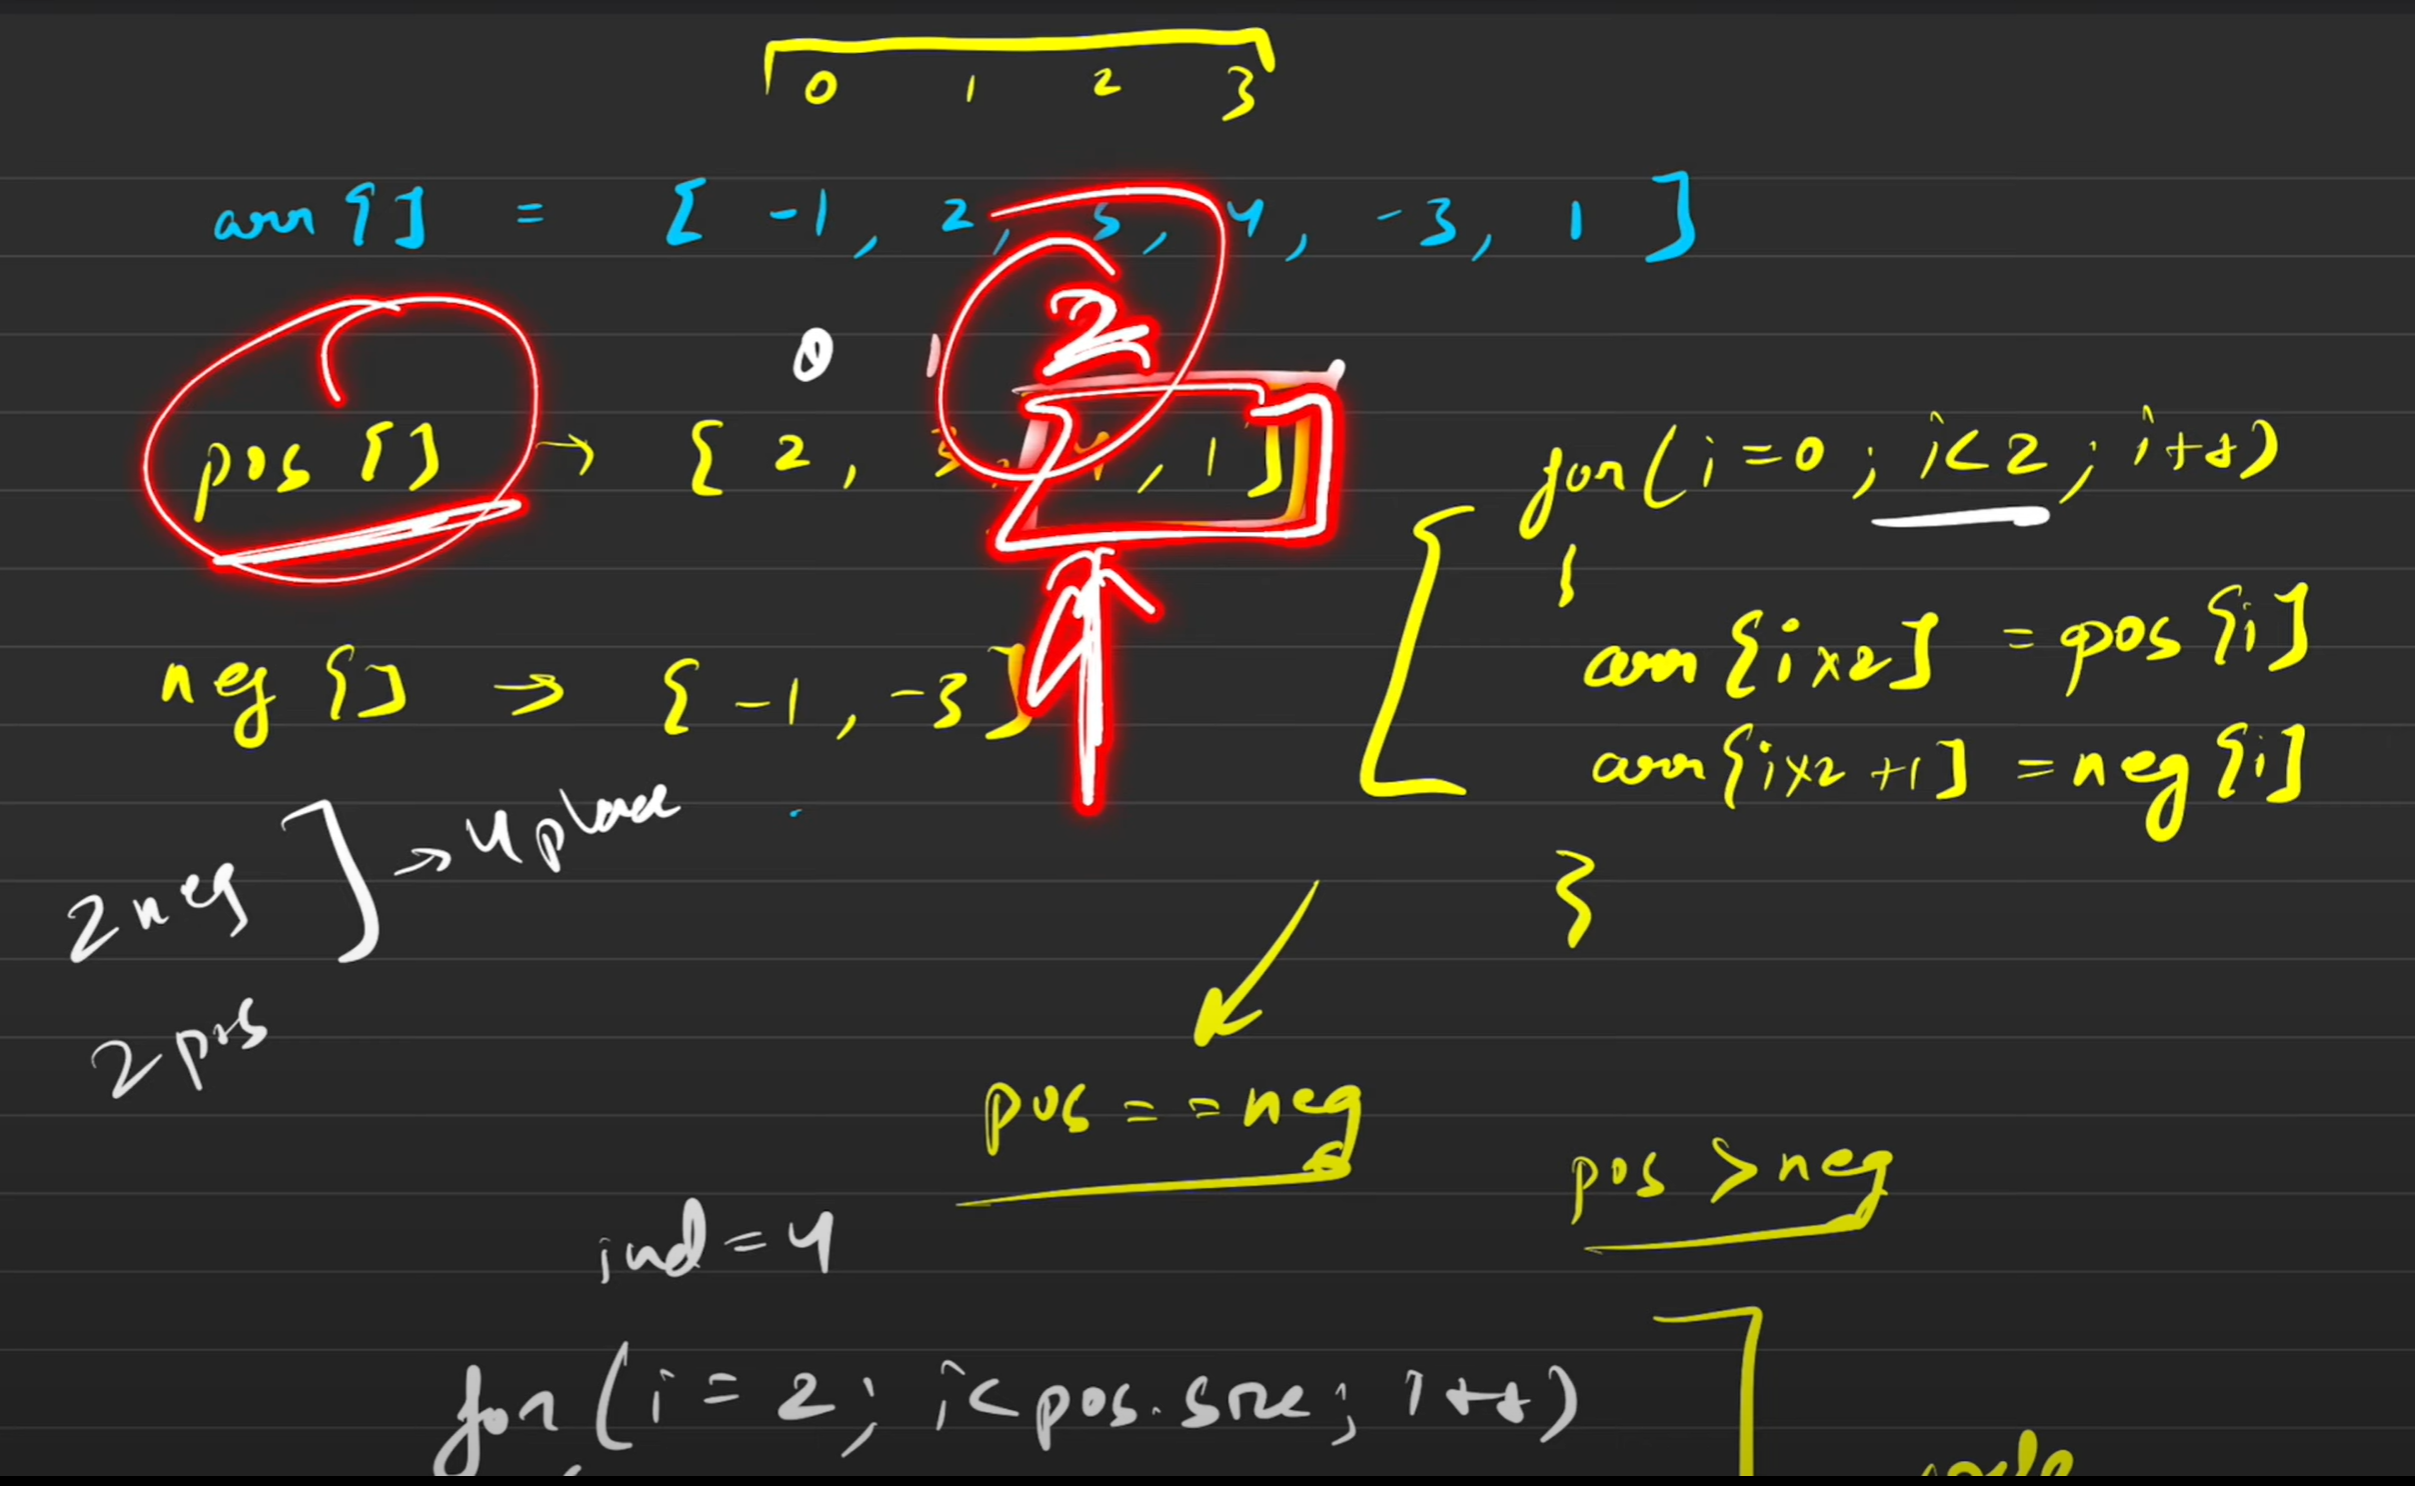 0 1 2 3
arr[] = [ -1, 2, 3, 4, -3, 1 ]
0 1 2
pos[] → [ 2, 3, 4, 1 ]
for(i=0; i<2; i++)
{
arr[i×2] = pos[i]
neg[] → [ -1, -3 ]
arr[i×2+1] = neg[i]
}
2 neg ] → 4 place
2 pos
pos == neg
pos > neg
ind = 4
for(i=2; i<pos.size; i++)